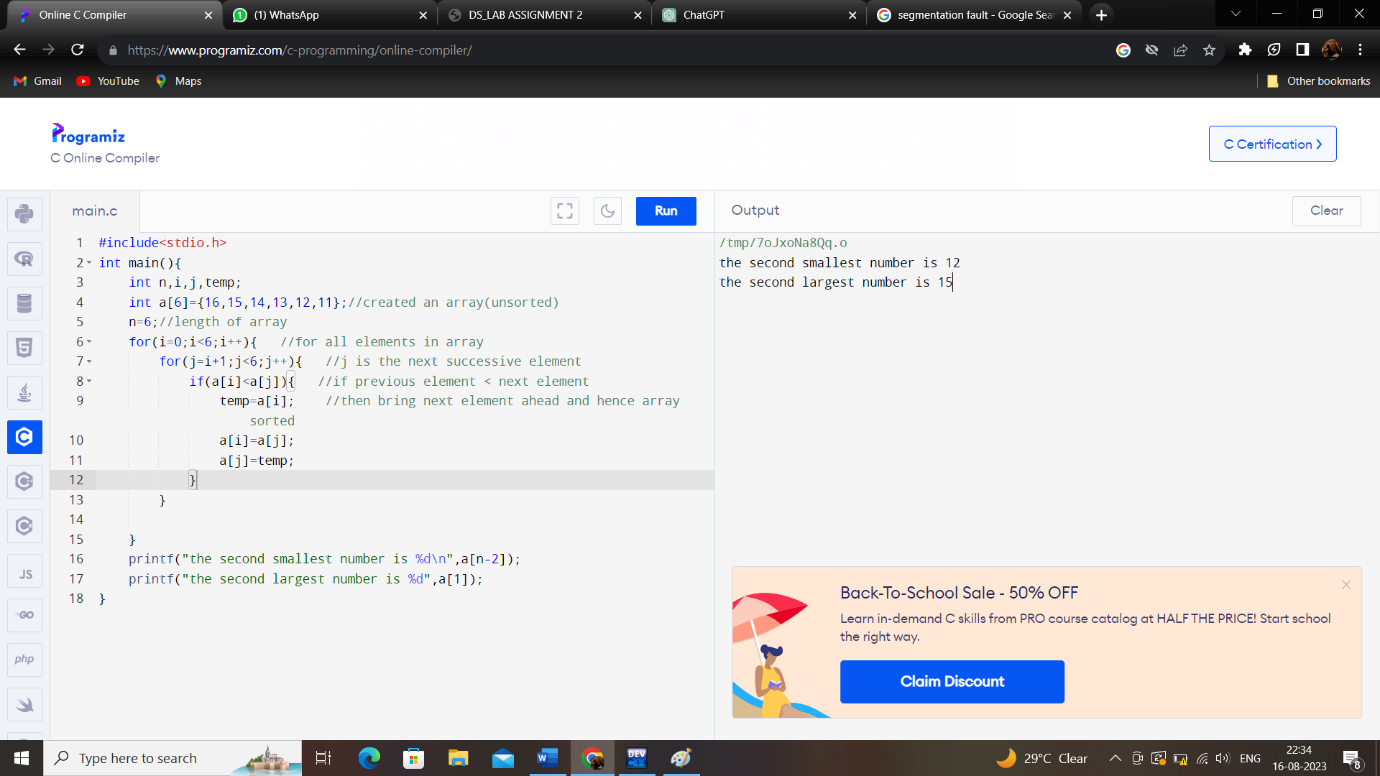 Online C Compiler
(1) WhatsApp
DS_LAB ASSIGNMENT 2
ChatGPT
segmentation fault - Google Sear
https://www.programiz.com/c-programming/online-compiler/
Gmail
YouTube
Maps
Other bookmarks
Programiz
C Online Compiler
C Certification >
main.c
Run
Output
Clear
1 #include<stdio.h>
2 int main(){
3 int n,i,j,temp;
4 int a[6]={16,15,14,13,12,11};//created an array(unsorted)
5 n=6;//length of array
6 for(i=0;i<6;i++){ //for all elements in array
7 for(j=i+1;j<6;j++){ //j is the next successive element
8 if(a[i]<a[j]){ //if previous element < next element
9 temp=a[i]; //then bring next element ahead and hence array
sorted
10 a[i]=a[j];
11 a[j]=temp;
12 }
13 }
14
15 }
16 printf("the second smallest number is %d\n",a[n-2]);
17 printf("the second largest number is %d",a[1]);
18 }
/tmp/7oJxoNa8Qq.o
the second smallest number is 12
the second largest number is 15
JS
GO
php
Back-To-School Sale - 50% OFF
Learn in-demand C skills from PRO course catalog at HALF THE PRICE! Start school
the right way.
Claim Discount
Type here to search
DEV
29°C Clear
ENG
22:34
16-08-2023
8